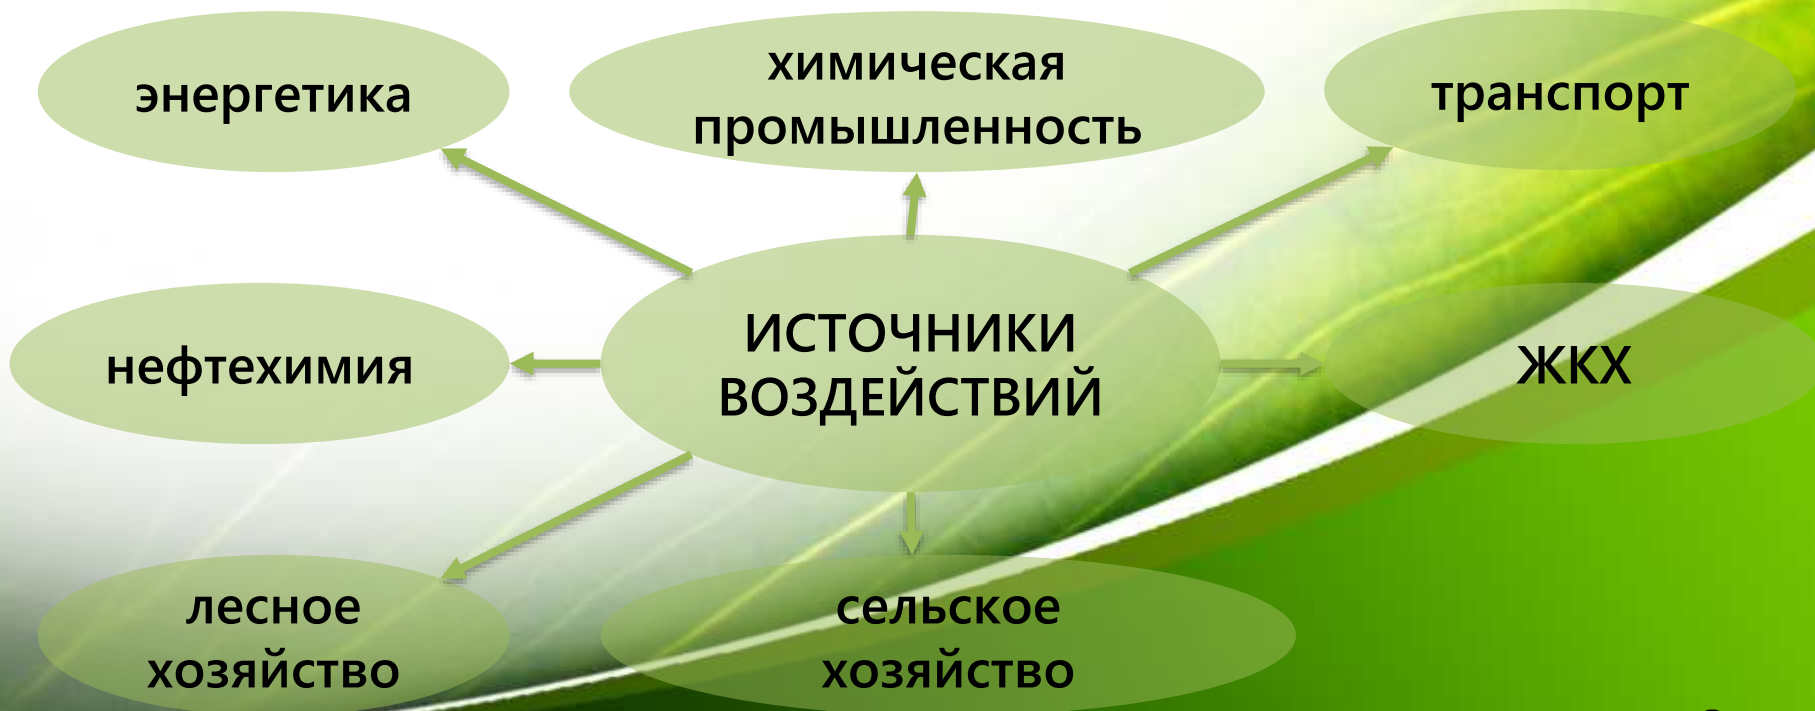 энергетика
химическая
промышленность
транспорт
нефтехимия
ИСТОЧНИКИ
ВОЗДЕЙСТВИЙ
ЖКХ
лесное
хозяйство
сельское
хозяйство